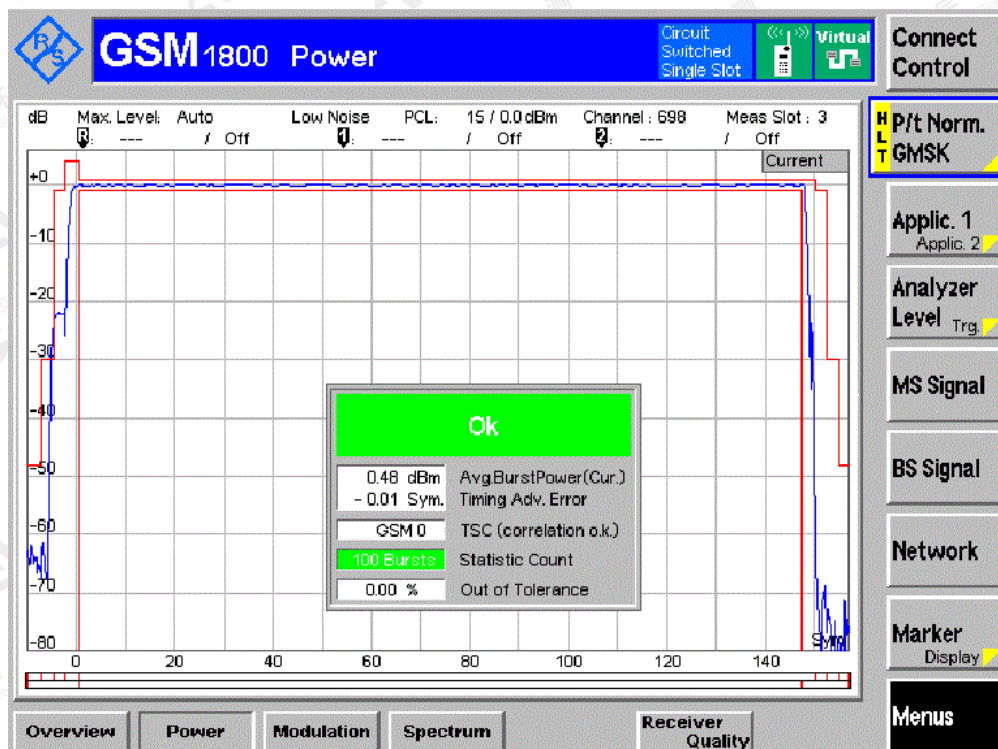 R S
GSM 1800 Power
Circuit
Switched
Single Slot
Virtual
Connect
Control
dB Max. Level: Auto Low Noise PCL: 15 / 0.0 dBm Channel : 698 Meas Slot : 3
R: --- / Off 1: --- / Off 2: --- / Off
Current
H
L
T
P/t Norm.
GMSK
+0
-10
-20
-30
-40
-50
-60
-70
-80
0 20 40 60 80 100 120 140
Sym
Ok
0.48 dBm Avg.BurstPower(Cur.)
- 0.01 Sym. Timing Adv. Error
GSM 0 TSC (correlation o.k.)
100 Bursts Statistic Count
0.00 % Out of Tolerance
Applic. 1
Applic. 2
Analyzer
Level Trg.
MS Signal
BS Signal
Network
Marker
Display
Menus
Overview
Power
Modulation
Spectrum
Receiver
Quality